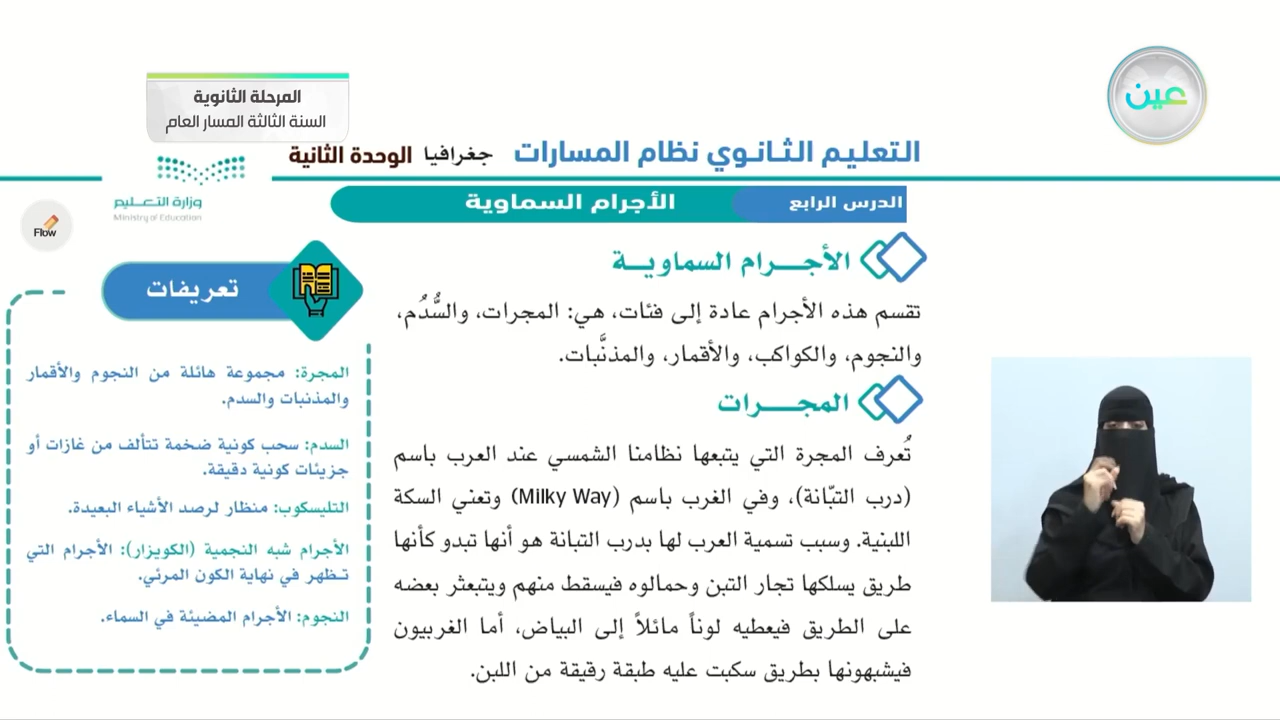 عين
المرحلة الثانوية
السنة الثالثة المسار العام
التعليم الثانوي نظام المسارات جغرافيا الوحدة الثانية
وزارة التعليم
Ministry of Education
الدرس الرابع الأجرام السماوية
Flow
الأجرام السماوية
تقسم هذه الأجرام عادة إلى فئات، هي: المجرات، والسُّدُم،
والنجوم، والكواكب، والأقمار، والمذنَّبات.
المجرات
تُعرف المجرة التي يتبعها نظامنا الشمسي عند العرب باسم
(درب التبّانة)، وفي الغرب باسم (Milky Way) وتعني السكة
اللبنية. وسبب تسمية العرب لها بدرب التبانة هو أنها تبدو كأنها
طريق يسلكها تجار التبن وحمالوه فيسقط منهم ويتبعثر بعضه
على الطريق فيعطيه لوناً مائلاً إلى البياض، أما الغربيون
فيشبهونها بطريق سكبت عليه طبقة رقيقة من اللبن.
تعريفات
المجرة: مجموعة هائلة من النجوم والأقمار
والمذنبات والسدم.
السدم: سحب كونية ضخمة تتألف من غازات أو
جزيئات كونية دقيقة.
التليسكوب: منظار لرصد الأشياء البعيدة.
الأجرام شبه النجمية (الكويزار): الأجرام التي
تظهر في نهاية الكون المرئي.
النجوم: الأجرام المضيئة في السماء.